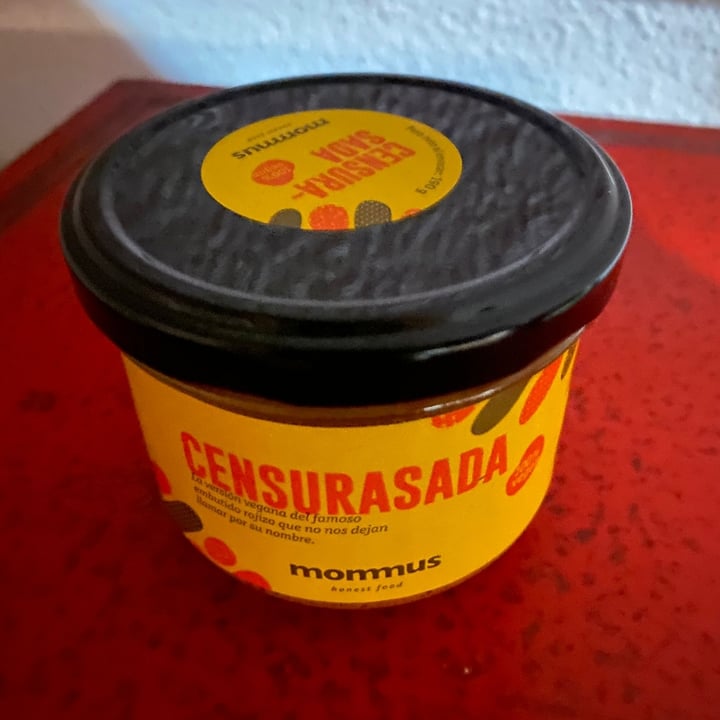 mommus
CENSURA-
SADA
190 g
CENSURASADA
La versión vegana del famoso
embutido rojizo que no nos dejan
llamar por su nombre.
mommus
honest food